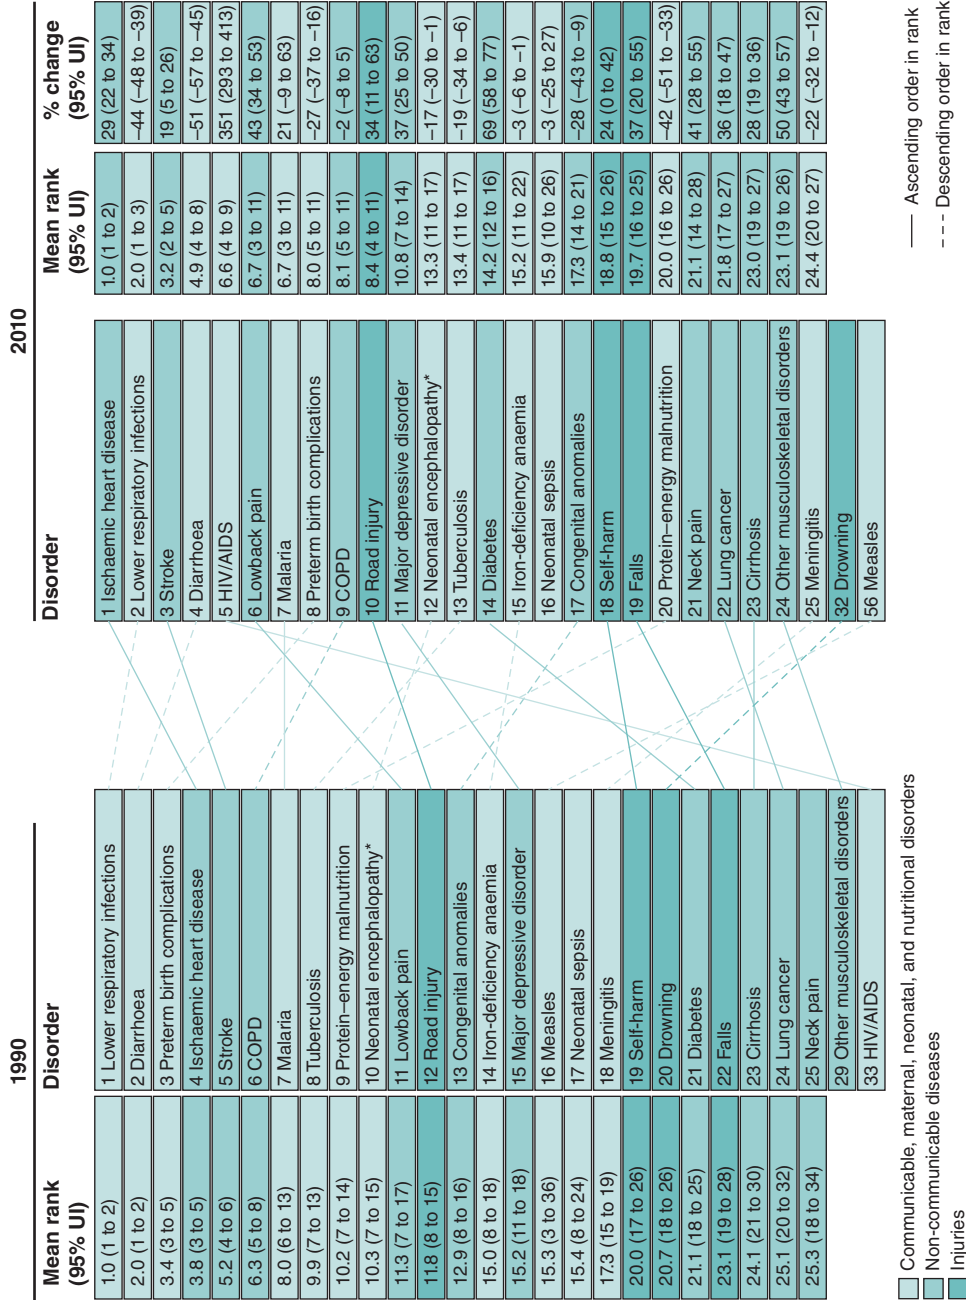 1990 2010
Mean rank (95% UI) Disorder Disorder Mean rank (95% UI) % change (95% UI)
1.0 (1 to 2) 1 Lower respiratory infections 1 Ischaemic heart disease 1.0 (1 to 2) 29 (22 to 34)
2.0 (1 to 2) 2 Diarrhoea 2 Lower respiratory infections 2.0 (1 to 3) −44 (−48 to −39)
3.4 (3 to 5) 3 Preterm birth complications 3 Stroke 3.2 (2 to 5) 19 (5 to 26)
3.8 (3 to 5) 4 Ischaemic heart disease 4 Diarrhoea 4.9 (4 to 8) −51 (−57 to −45)
5.2 (4 to 6) 5 Stroke 5 HIV/AIDS 6.6 (4 to 9) 351 (293 to 413)
6.3 (5 to 8) 6 COPD 6 Lowback pain 6.7 (3 to 11) 43 (34 to 53)
8.0 (6 to 13) 7 Malaria 7 Malaria 6.7 (3 to 11) 21 (−9 to 63)
9.9 (7 to 13) 8 Tuberculosis 8 Preterm birth complications 8.0 (5 to 11) −27 (−37 to −16)
10.2 (7 to 14) 9 Protein–energy malnutrition 9 COPD 8.1 (5 to 11) −2 (−8 to 5)
10.3 (7 to 15) 10 Neonatal encephalopathy* 10 Road injury 8.4 (4 to 11) 34 (11 to 63)
11.3 (7 to 17) 11 Lowback pain 11 Major depressive disorder 10.8 (7 to 14) 37 (25 to 50)
11.8 (8 to 15) 12 Road injury 12 Neonatal encephalopathy* 13.3 (11 to 17) −17 (−30 to −1)
12.9 (8 to 16) 13 Congenital anomalies 13 Tuberculosis 13.4 (11 to 17) −19 (−34 to −6)
15.0 (8 to 18) 14 Iron-deficiency anaemia 14 Diabetes 14.2 (12 to 16) 69 (58 to 77)
15.2 (11 to 18) 15 Major depressive disorder 15 Iron-deficiency anaemia 15.2 (11 to 22) −3 (−6 to −1)
15.3 (3 to 36) 16 Measles 16 Neonatal sepsis 15.9 (10 to 26) −3 (−25 to 27)
15.4 (8 to 24) 17 Neonatal sepsis 17 Congenital anomalies 17.3 (14 to 21) −28 (−43 to −9)
17.3 (15 to 19) 18 Meningitis 18 Self-harm 18.8 (15 to 26) 24 (0 to 42)
20.0 (17 to 26) 19 Self-harm 19 Falls 19.7 (16 to 25) 37 (20 to 55)
20.7 (18 to 26) 20 Drowning 20 Protein–energy malnutrition 20.0 (16 to 26) −42 (−51 to −33)
21.1 (18 to 25) 21 Diabetes 21 Neck pain 21.1 (14 to 28) 41 (28 to 55)
23.1 (19 to 28) 22 Falls 22 Lung cancer 21.8 (17 to 27) 36 (18 to 47)
24.1 (21 to 30) 23 Cirrhosis 23 Cirrhosis 23.0 (19 to 27) 28 (19 to 36)
25.1 (20 to 32) 24 Lung cancer 24 Other musculoskeletal disorders 23.1 (19 to 26) 50 (43 to 57)
25.3 (18 to 34) 25 Neck pain 25 Meningitis 24.4 (20 to 27) −22 (−32 to −12)
29 Other musculoskeletal disorders 32 Drowning
33 HIV/AIDS 56 Measles
Communicable, maternal, neonatal, and nutritional disorders
Non-communicable diseases
Injuries
Ascending order in rank
Descending order in rank